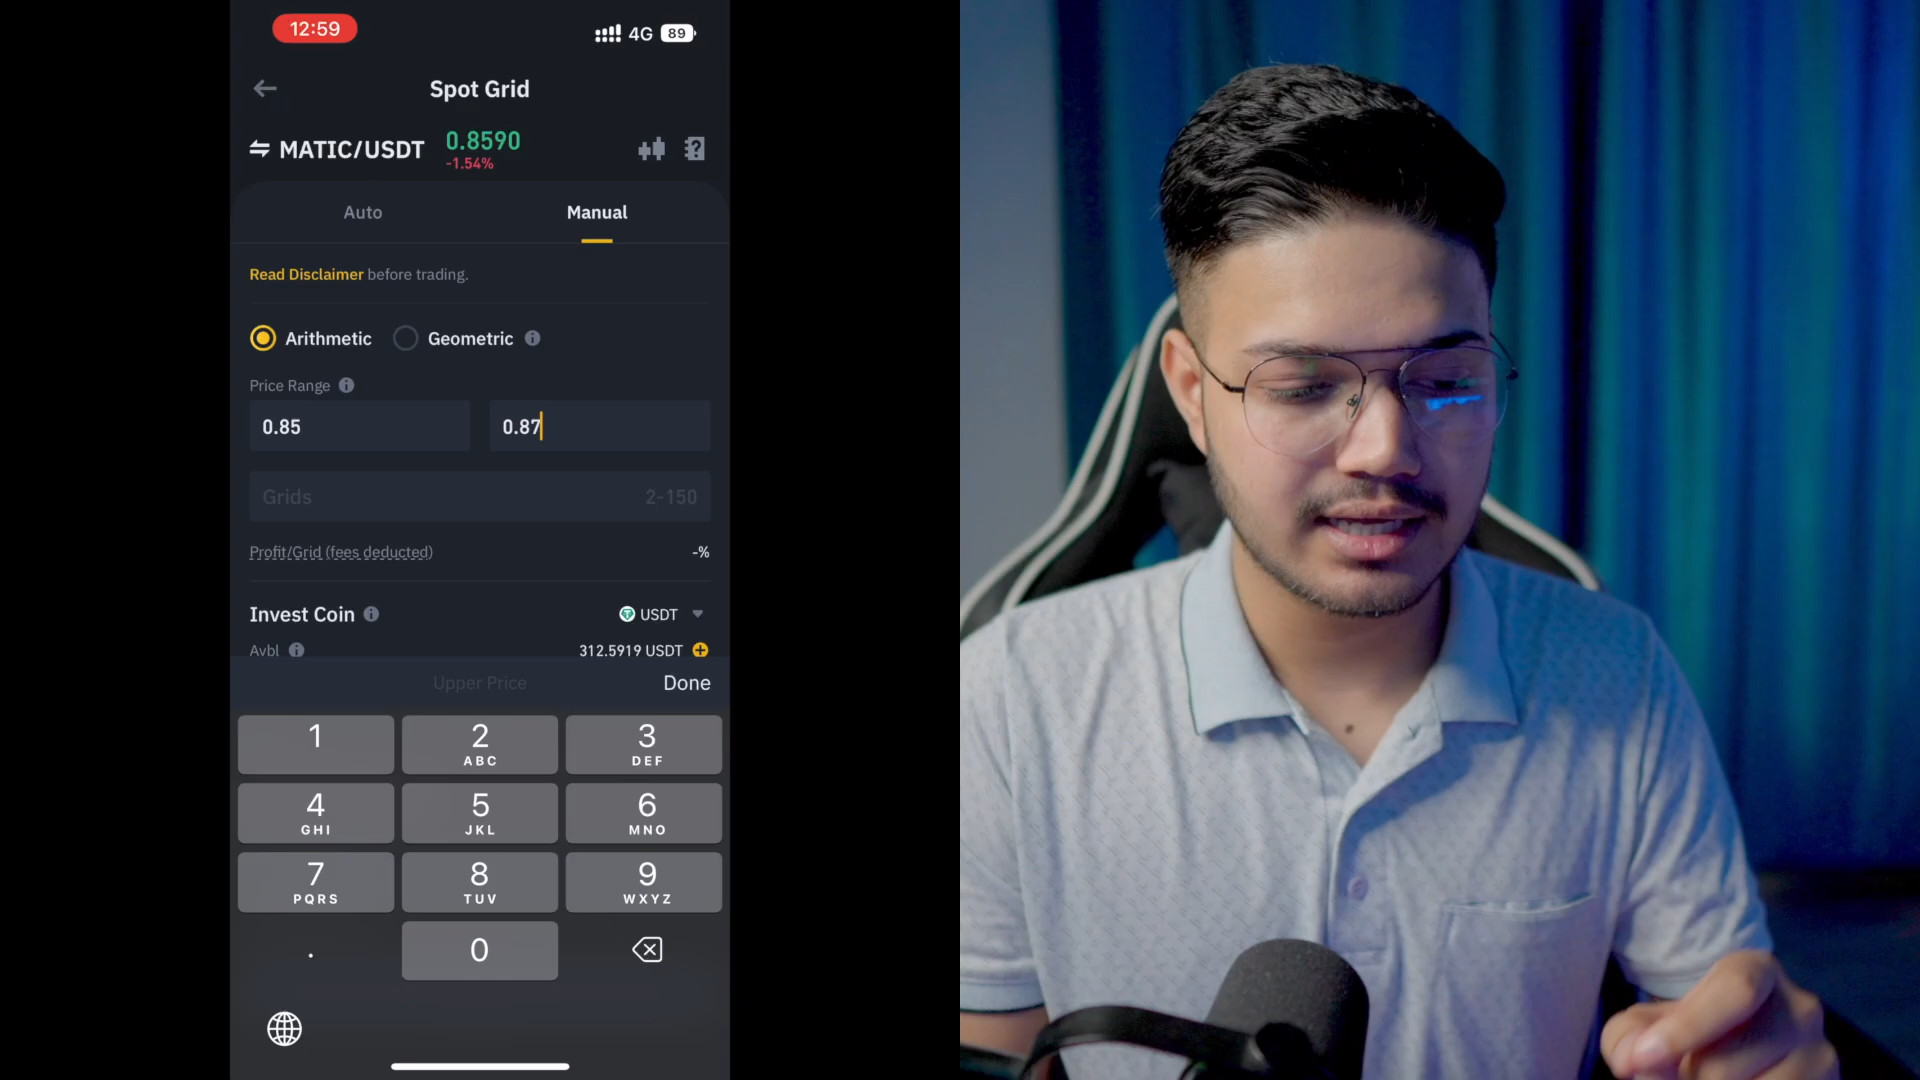 12:59
4G 89
Spot Grid
MATIC/USDT 0.8590
-1.54%
Auto Manual
Read Disclaimer before trading.
Arithmetic Geometric
Price Range
0.85 0.87
Grids 2-150
Profit/Grid (fees deducted) -%
Invest Coin USDT
Avbl 312.5919 USDT
Upper Price Done
1 2 ABC 3 DEF
4 GHI 5 JKL 6 MNO
7 PQRS 8 TUV 9 WXYZ
. 0